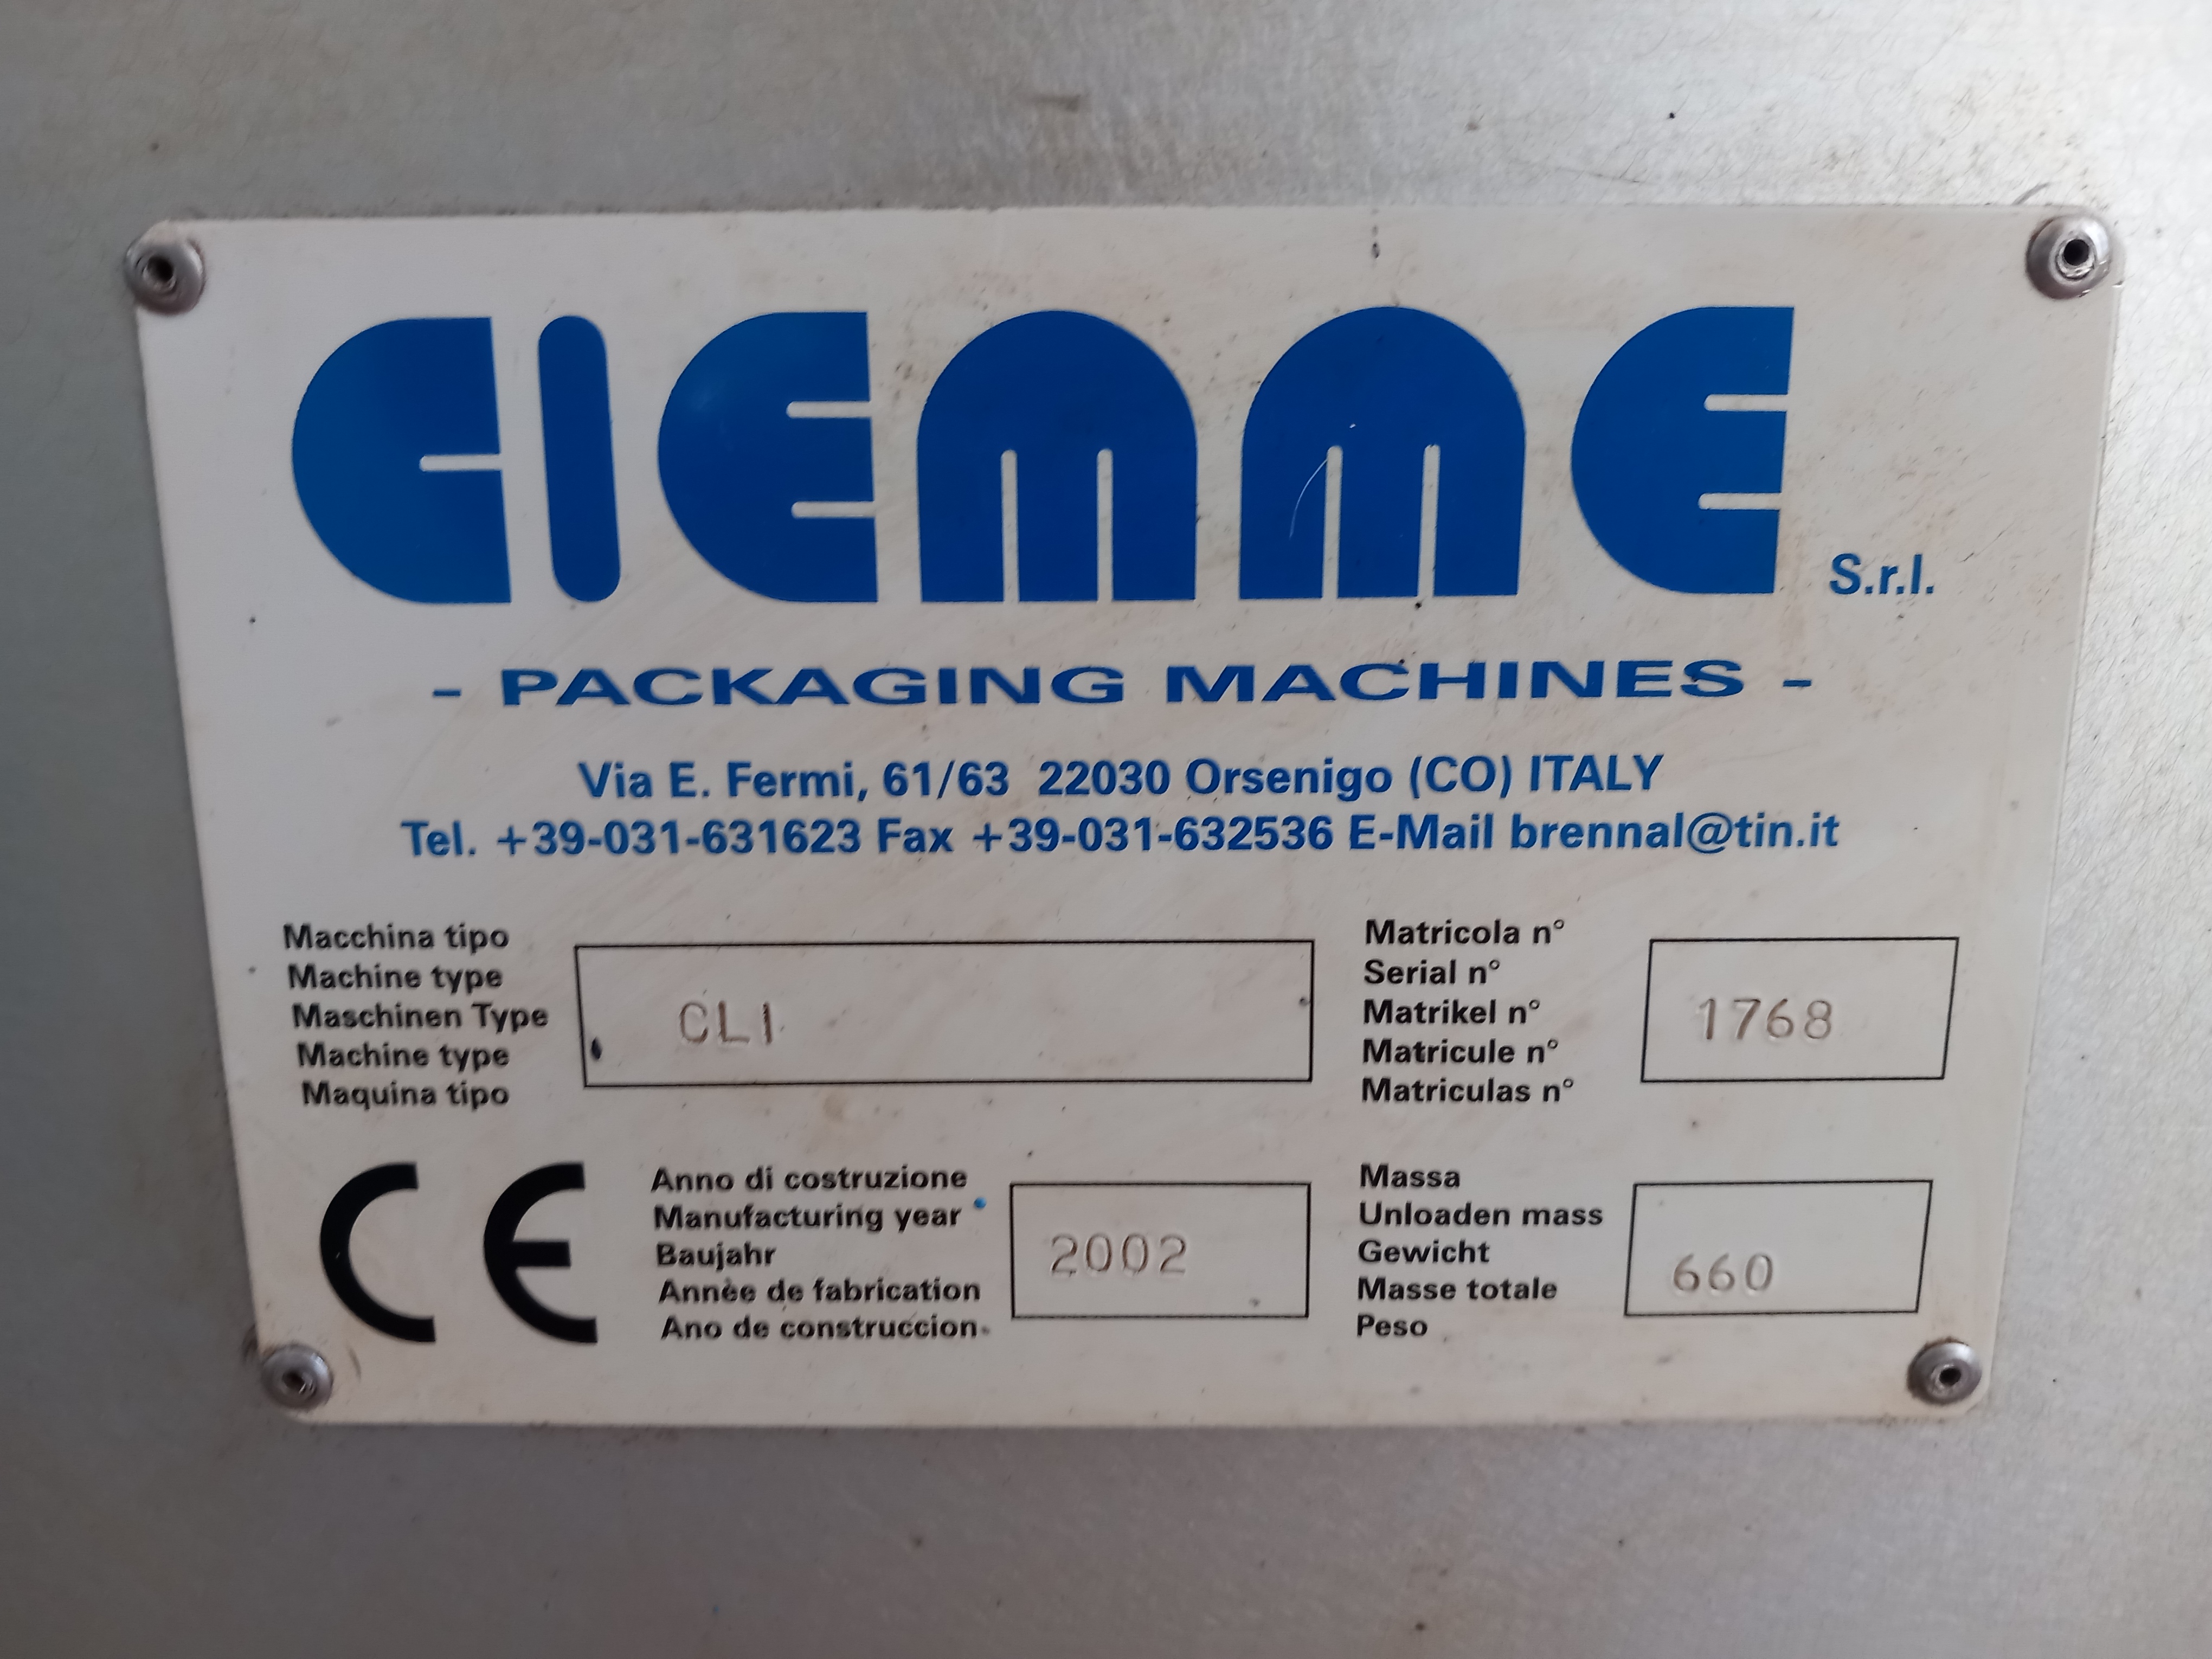 CIEMME S.r.l.
- PACKAGING MACHINES -
Via E. Fermi, 61/63 22030 Orsenigo (CO) ITALY
Tel. +39-031-631623 Fax +39-031-632536 E-Mail brennal@tin.it
Macchina tipo
Machine type
Maschinen Type
Machine type
Maquina tipo
CLI
Matricola n°
Serial n°
Matrikel n°
Matricule n°
Matriculas n°
1768
CE
Anno di costruzione
Manufacturing year
Baujahr
Annèe de fabrication
Ano de construccion
2002
Massa
Unloaden mass
Gewicht
Masse totale
Peso
660